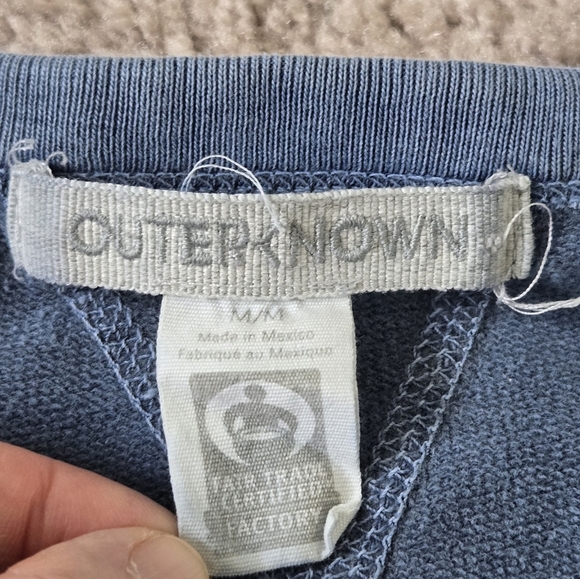 OUTERKNOWN
M/M
Made in Mexico
Fabriqué au Mexique
FAIR TRADE
CERTIFIED
FACTORY